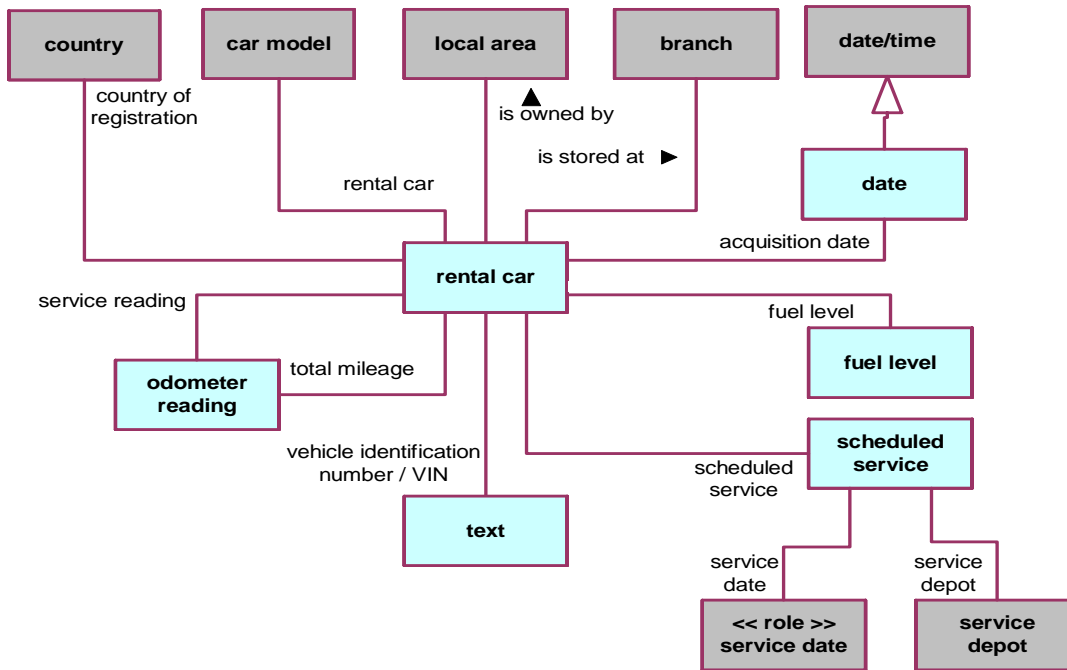 country
car model
local area
branch
date/time
country of
registration
is owned by
is stored at
date
rental car
acquisition date
rental car
service reading
fuel level
odometer
reading
total mileage
fuel level
vehicle identification
number / VIN
scheduled
service
scheduled
service
text
service
date
service
depot
<< role >>
service date
service
depot